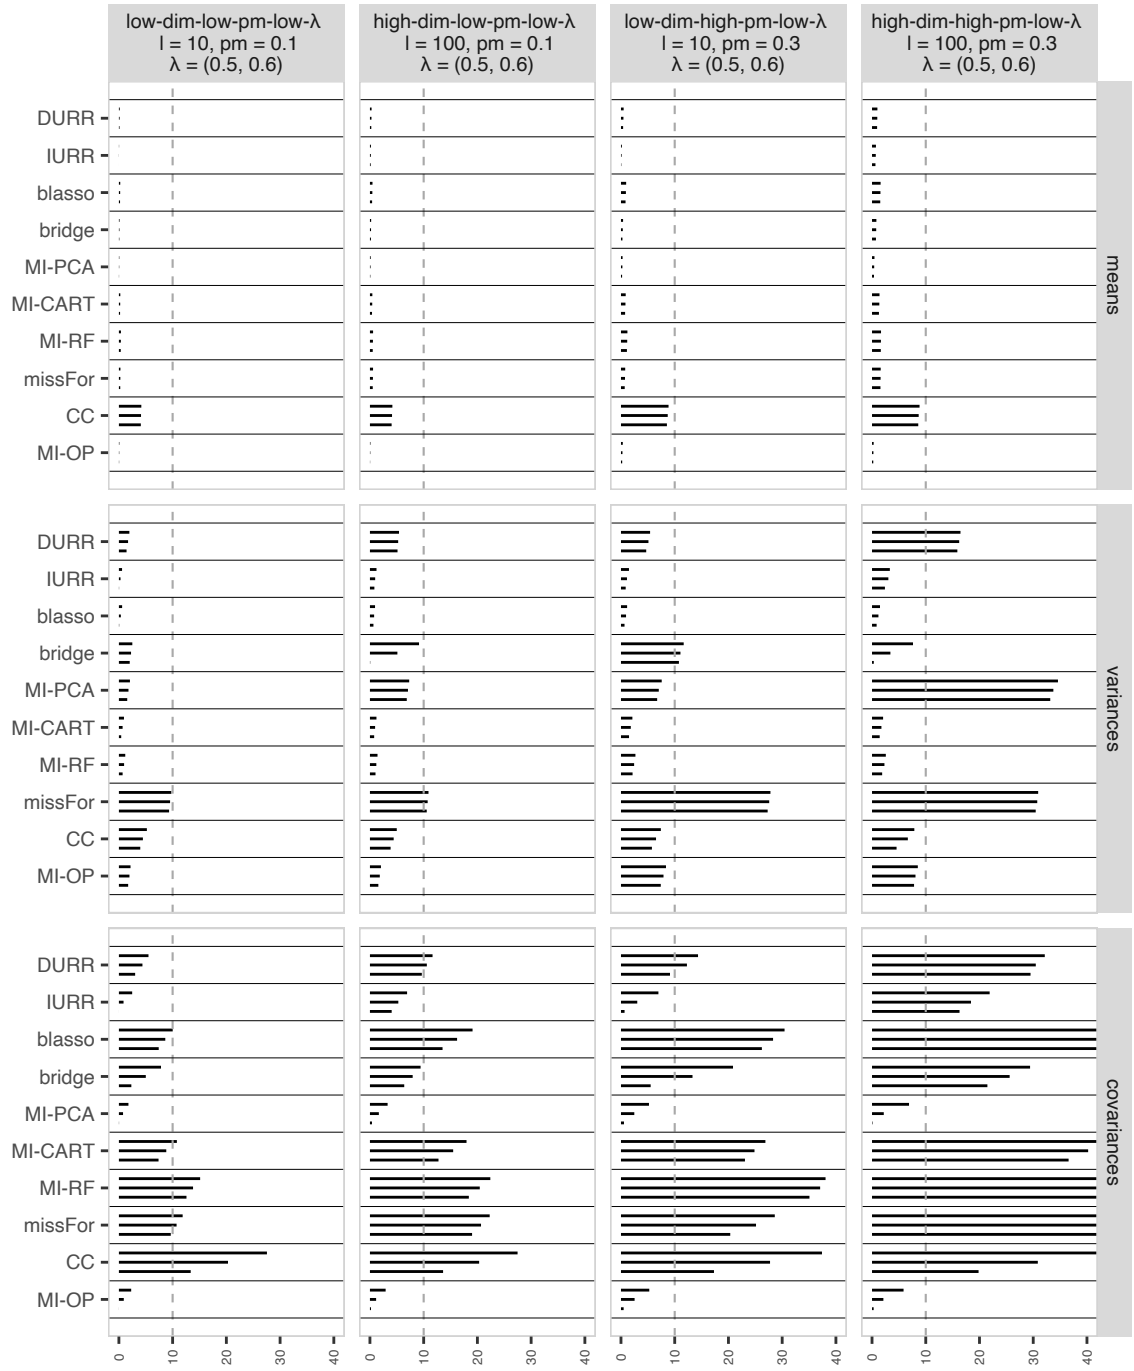 low-dim-low-pm-low-λ
l = 10, pm = 0.1
λ = (0.5, 0.6)
high-dim-low-pm-low-λ
l = 100, pm = 0.1
λ = (0.5, 0.6)
low-dim-high-pm-low-λ
l = 10, pm = 0.3
λ = (0.5, 0.6)
high-dim-high-pm-low-λ
l = 100, pm = 0.3
λ = (0.5, 0.6)
DURR
IURR
blasso
bridge
MI-PCA
MI-CART
MI-RF
missFor
CC
MI-OP
means
DURR
IURR
blasso
bridge
MI-PCA
MI-CART
MI-RF
missFor
CC
MI-OP
variances
DURR
IURR
blasso
bridge
MI-PCA
MI-CART
MI-RF
missFor
CC
MI-OP
covariances
0
10
20
30
40
0
10
20
30
40
0
10
20
30
40
0
10
20
30
40